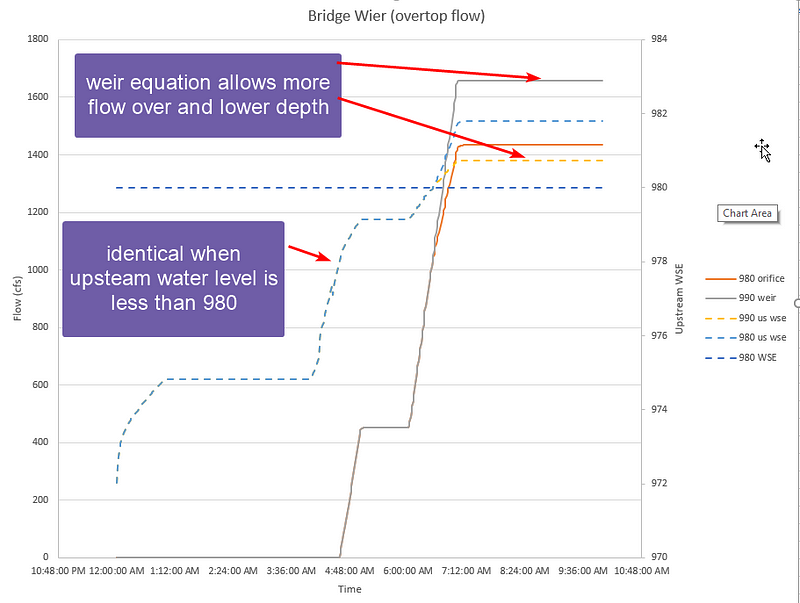 Bridge Wier (overtop flow)
1800
1600
1400
1200
1000
800
600
400
200
0
Flow (cfs)
984
982
980
978
976
974
972
970
Upstream WSE
weir equation allows more
flow over and lower depth
identical when
upsteam water level is
less than 980
Chart Area
980 orifice
990 weir
990 us wse
980 us wse
980 WSE
10:48:00 PM 12:00:00 AM 1:12:00 AM 2:24:00 AM 3:36:00 AM 4:48:00 AM 6:00:00 AM 7:12:00 AM 8:24:00 AM 9:36:00 AM 10:48:00 AM
Time